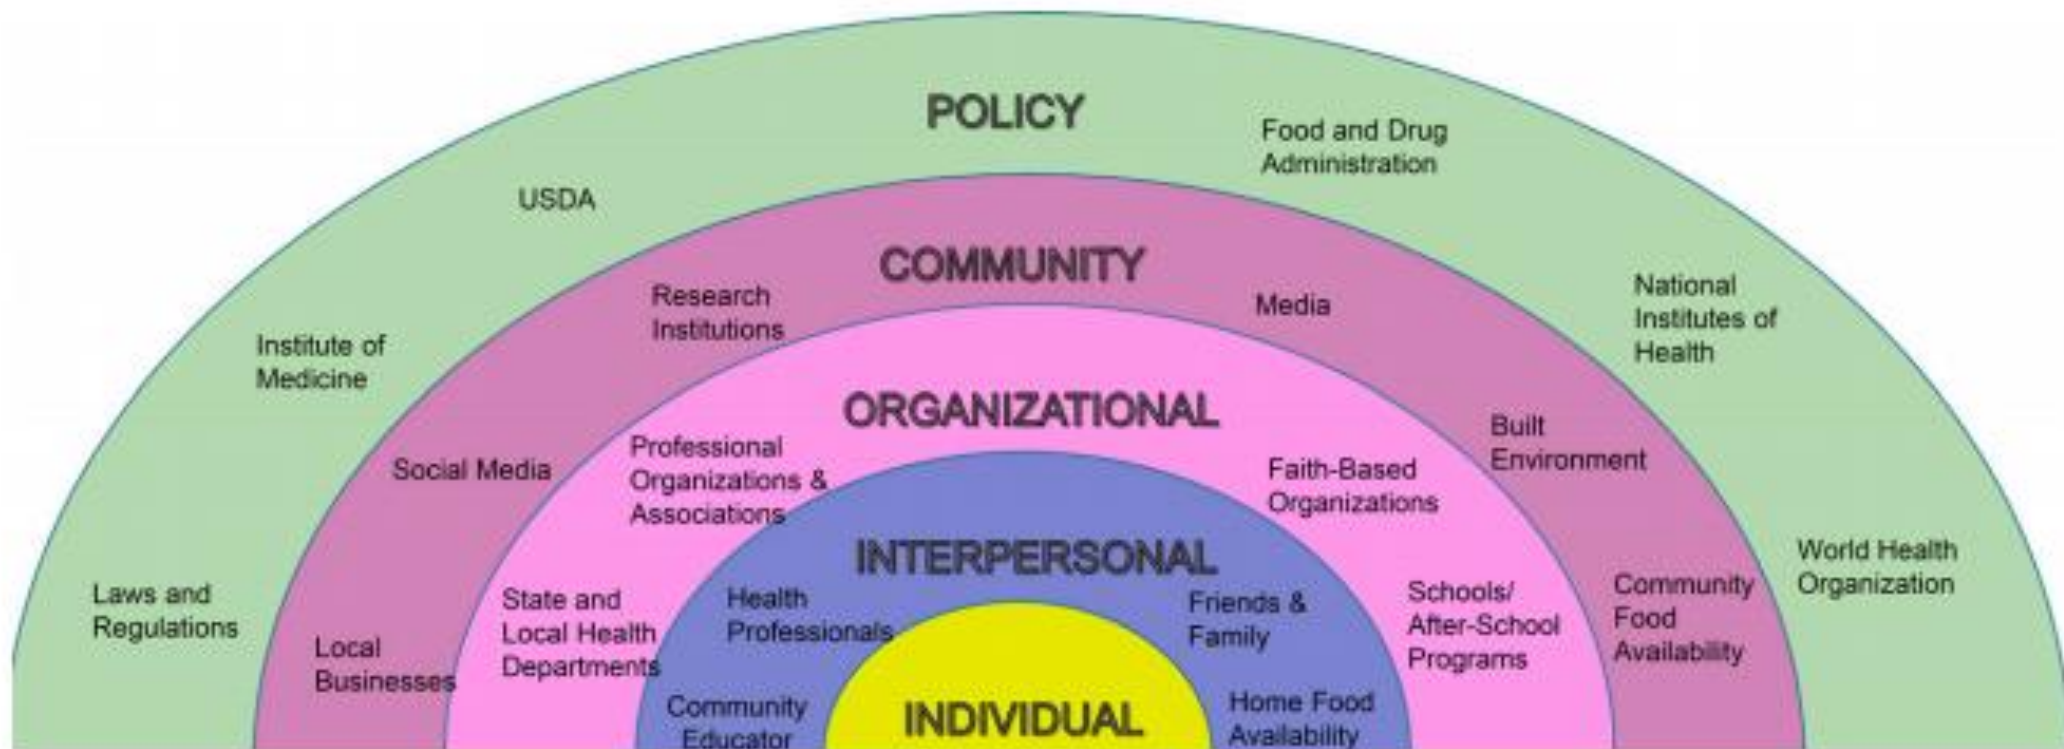 POLICY
Food and Drug
Administration
USDA
COMMUNITY
Research
Institutions
Media
National
Institutes of
Health
Institute of
Medicine
ORGANIZATIONAL
Built
Environment
Professional
Organizations &
Associations
Social Media
Faith-Based
Organizations
INTERPERSONAL
World Health
Organization
Laws and
Regulations
State and
Local Health
Departments
Health
Professionals
Friends &
Family
Schools/
After-School
Programs
Community
Food
Availability
Local
Businesses
Community
Educator
INDIVIDUAL
Home Food
Availability